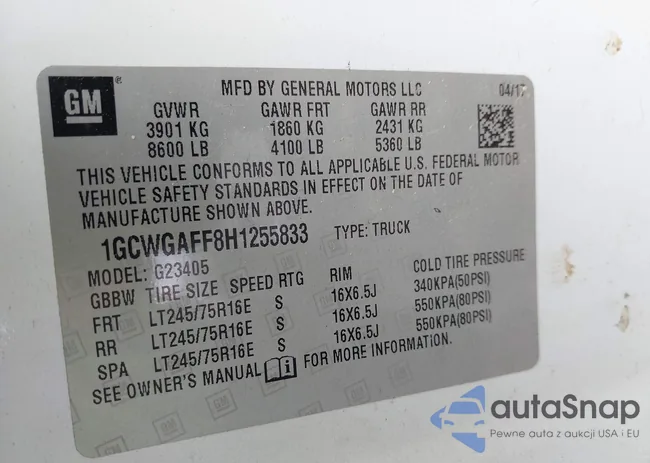 GM
MFD BY GENERAL MOTORS LLC 04/17
GVWR GAWR FRT GAWR RR
3901 KG 1860 KG 2431 KG
8600 LB 4100 LB 5360 LB
THIS VEHICLE CONFORMS TO ALL APPLICABLE U.S. FEDERAL MOTOR
VEHICLE SAFETY STANDARDS IN EFFECT ON THE DATE OF
MANUFACTURE SHOWN ABOVE.
1GCWGAFF8H1255833 TYPE: TRUCK
MODEL: G23405
GBBW TIRE SIZE SPEED RTG RIM COLD TIRE PRESSURE
FRT LT245/75R16E S 16X6.5J 340KPA(50PSI)
RR LT245/75R16E S 16X6.5J 550KPA(80PSI)
SPA LT245/75R16E S 16X6.5J 550KPA(80PSI)
SEE OWNER'S MANUAL FOR MORE INFORMATION.
autaSnap
Pewne auta z aukcji USA i EU